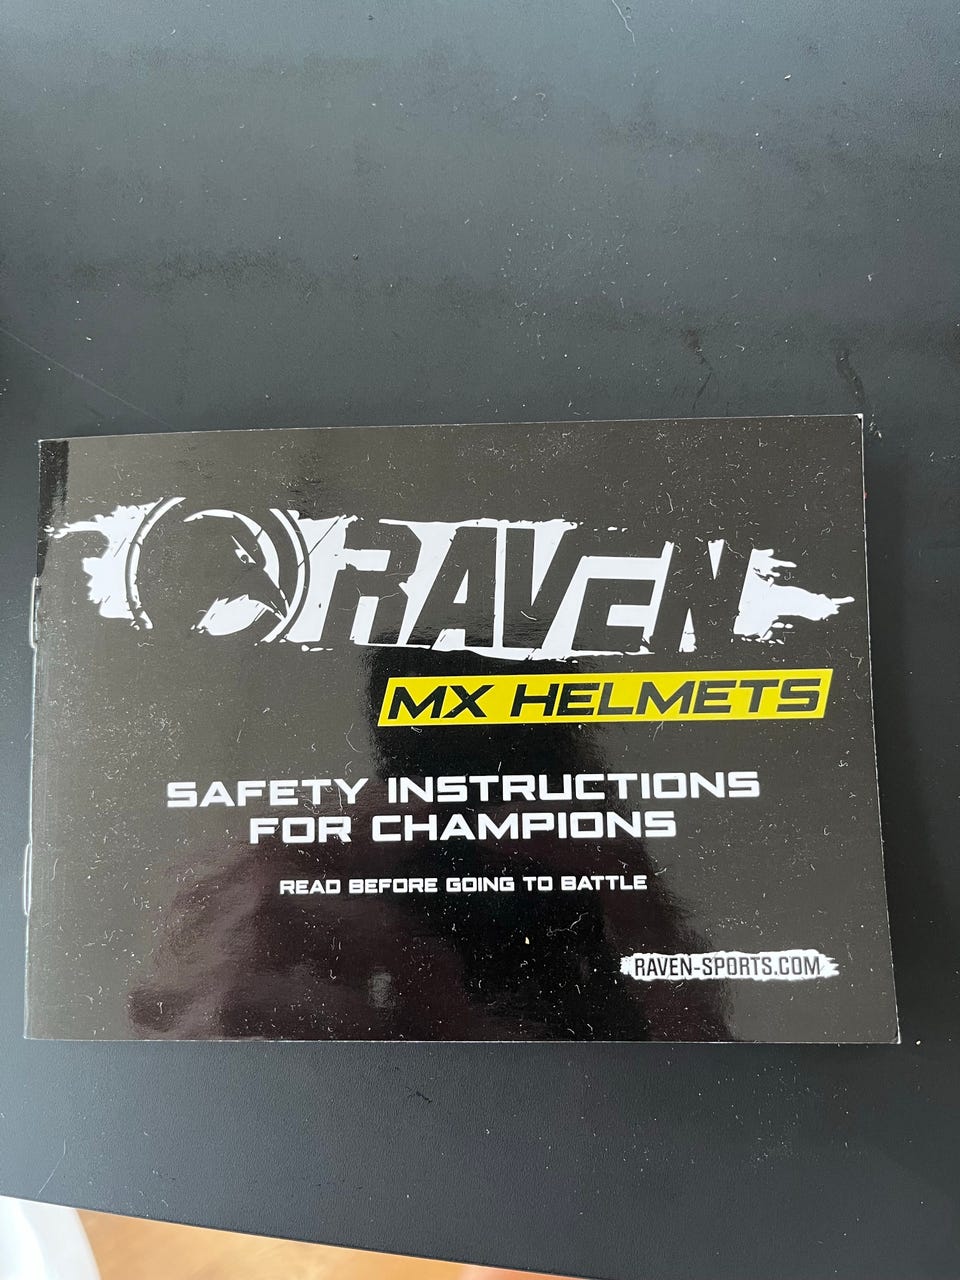 RAVEN
MX HELMETS
SAFETY INSTRUCTIONS
FOR CHAMPIONS
READ BEFORE GOING TO BATTLE
RAVEN-SPORTS.COM